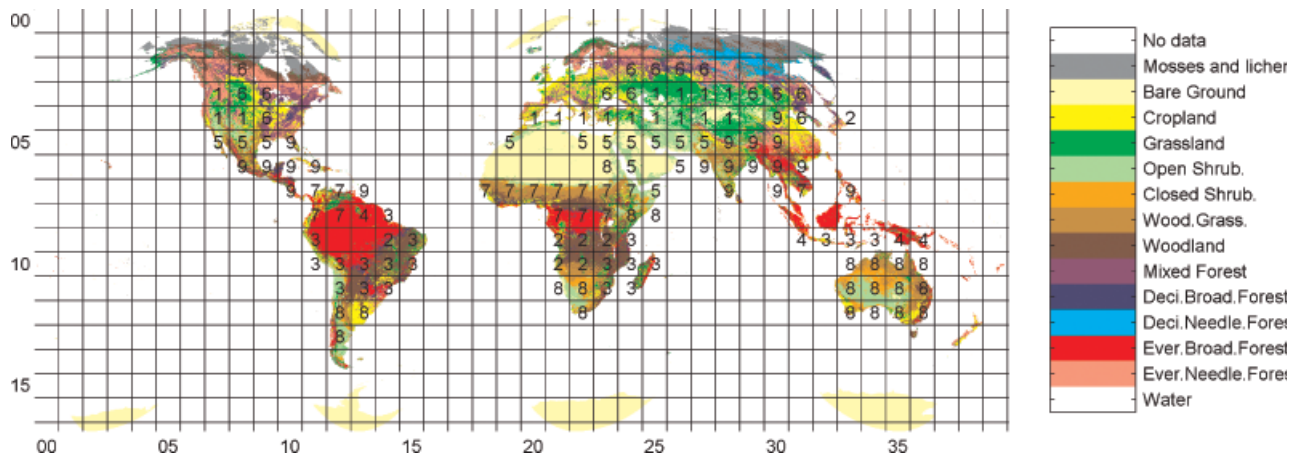 00
6 6 6 6 6
1 1 6 6 6 1 1 1 1 6 6 6
1 1 6 1 1 1 1 1 1 1 1 1 9 6 2
05
5 5 5 9 5 5 5 5 5 5 5 9 9 9
9 9 9 9 8 5 5 9 9 9 9 9
9 7 7 9 7 7 7 7 7 7 7 5 9 9 7 9
7 7 4 3 7 7 7 8 8
3 2 3 2 2 2 3 4 3 3 3 4 4
10
3 3 3 3 3 2 2 3 3 3 8 8 8 8
3 3 3 8 8 3 3 8 8 8 6
8 8 8 8 8 8
8
15
00 05 10 15 20 25 30 35
No data
Mosses and licher
Bare Ground
Cropland
Grassland
Open Shrub.
Closed Shrub.
Wood.Grass.
Woodland
Mixed Forest
Deci.Broad.Forest
Deci.Needle.Fores
Ever.Broad.Forest
Ever.Needle.Fores
Water